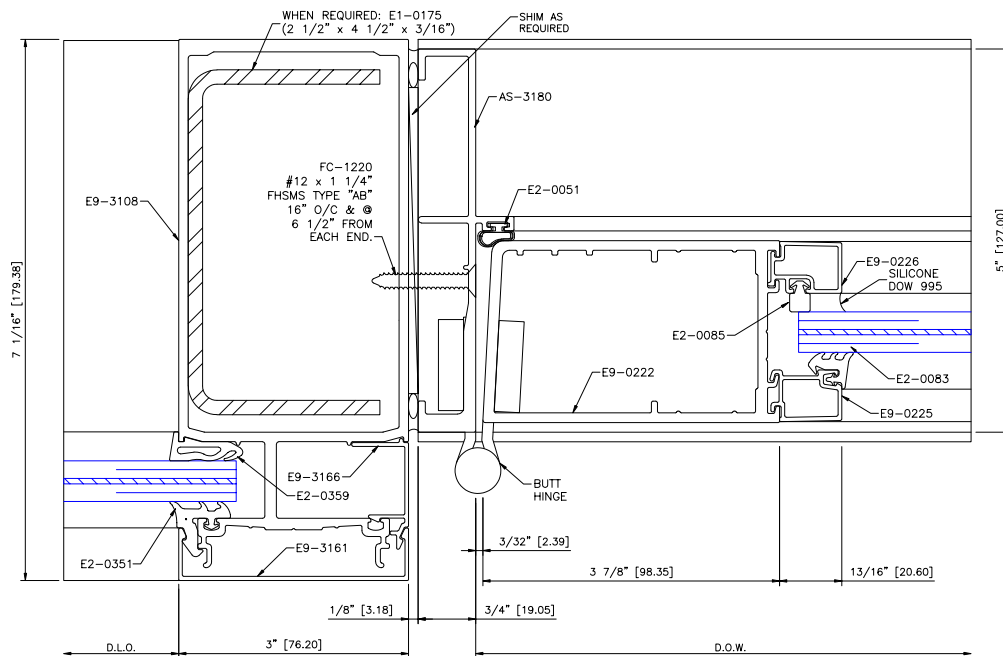 WHEN REQUIRED: E1-0175
(2 1/2" x 4 1/2" x 3/16")
SHIM AS
REQUIRED
AS-3180
FC-1220
#12 x 1 1/4"
FHSMS TYPE "AB"
16" O/C & @
6 1/2" FROM
EACH END.
E2-0051
E9-3108
E9-0226
SILICONE
DOW 995
5" [127.00]
7 1/16" [179.38]
E2-0085
E2-0083
E9-0222
E9-0225
E9-3166
E2-0359
BUTT
HINGE
E2-0351
E9-3161
3/32" [2.39]
3 7/8" [98.35]
13/16" [20.60]
1/8" [3.18]
3/4" [19.05]
D.L.O.
3" [76.20]
D.O.W.